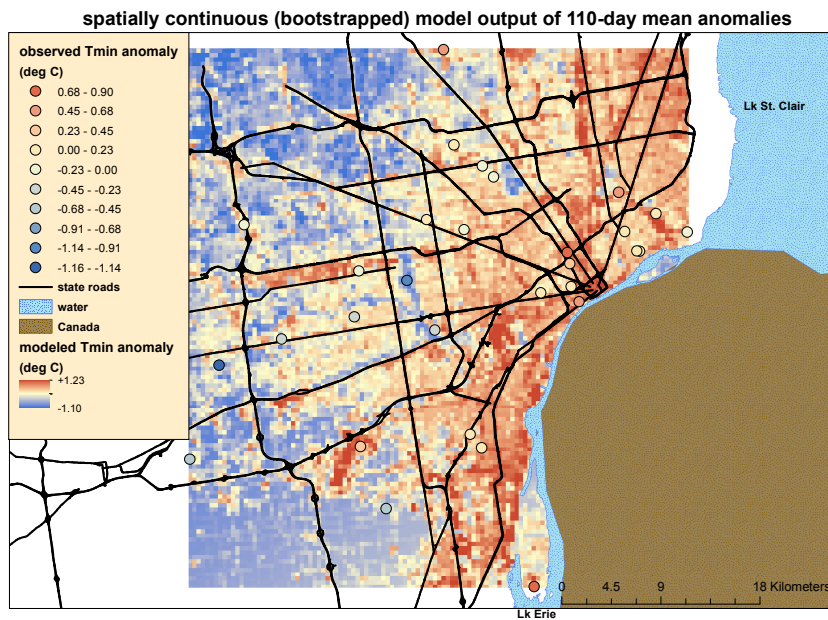 spatially continuous (bootstrapped) model output of 110-day mean anomalies
observed Tmin anomaly
(deg C)
0.68 - 0.90
0.45 - 0.68
0.23 - 0.45
0.00 - 0.23
-0.23 - 0.00
-0.45 - -0.23
-0.68 - -0.45
-0.91 - -0.68
-1.14 - -0.91
-1.16 - -1.14
state roads
water
Canada
modeled Tmin anomaly
(deg C)
+1.23
-1.10
Lk St. Clair
0 4.5 9 18 Kilometers
Lk Erie